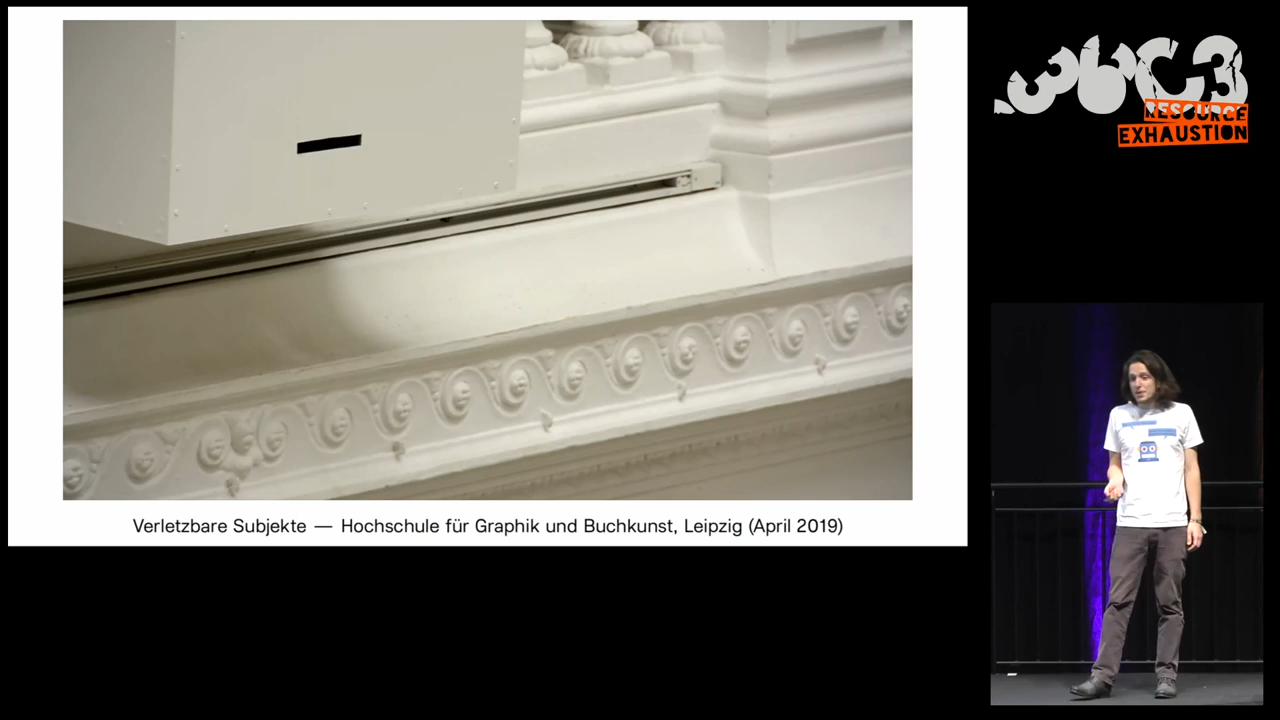 36C3
RESOURCE
EXHAUSTION
Verletzbare Subjekte — Hochschule für Graphik und Buchkunst, Leipzig (April 2019)